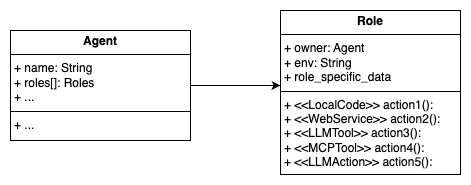 Agent
+ name: String
+ roles[]: Roles
+ ...
+ ...
Role
+ owner: Agent
+ env: String
+ role_specific_data
+ <<LocalCode>> action1():
+ <<WebService>> action2():
+ <<LLMTool>> action3():
+ <<MCPTool>> action4():
+ <<LLMAction>> action5():